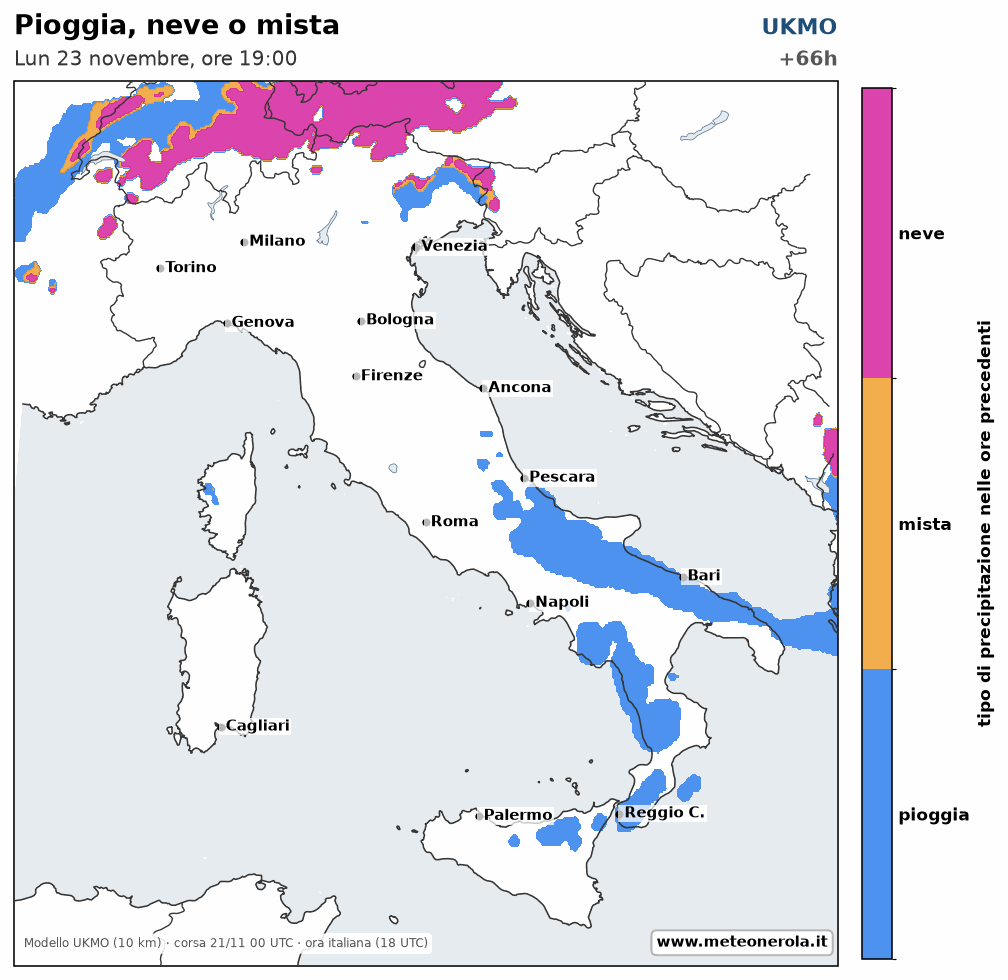 Pioggia, neve o mista
UKMO
Lun 23 novembre, ore 19:00
+66h
neve
Milano
Venezia
Torino
Genova
Bologna
Firenze
Ancona
Pescara
Roma
mista
Bari
Napoli
tipo di precipitazione nelle ore precedenti
Cagliari
Palermo
Reggio C.
pioggia
Modello UKMO (10 km) · corsa 21/11 00 UTC · ora italiana (18 UTC)
www.meteonerola.it